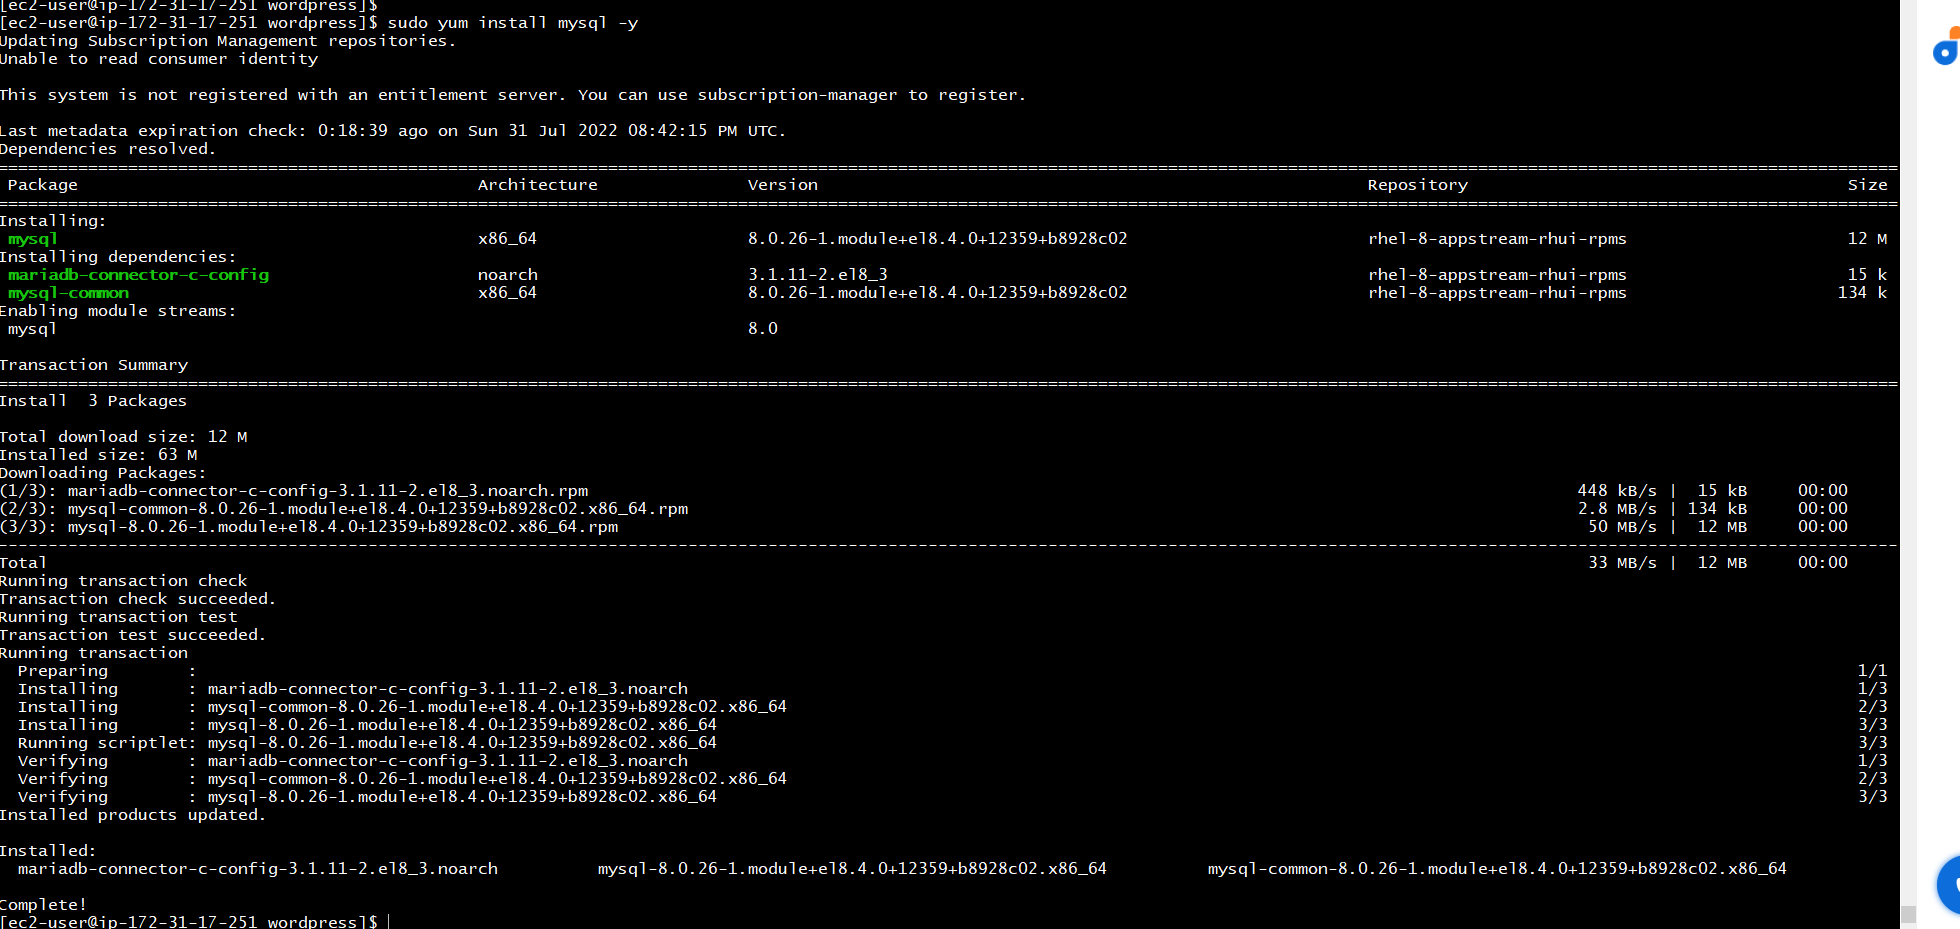 [ec2-user@ip-172-31-17-251 wordpress]$
[ec2-user@ip-172-31-17-251 wordpress]$ sudo yum install mysql -y
Updating Subscription Management repositories.
Unable to read consumer identity
This system is not registered with an entitlement server. You can use subscription-manager to register.
Last metadata expiration check: 0:18:39 ago on Sun 31 Jul 2022 08:42:15 PM UTC.
Dependencies resolved.
Package Architecture Version Repository Size
Installing:
mysql x86_64 8.0.26-1.module+el8.4.0+12359+b8928c02 rhel-8-appstream-rhui-rpms 12 M
Installing dependencies:
mariadb-connector-c-config noarch 3.1.11-2.el8_3 rhel-8-appstream-rhui-rpms 15 k
mysql-common x86_64 8.0.26-1.module+el8.4.0+12359+b8928c02 rhel-8-appstream-rhui-rpms 134 k
Enabling module streams:
mysql 8.0
Transaction Summary
Install 3 Packages
Total download size: 12 M
Installed size: 63 M
Downloading Packages:
(1/3): mariadb-connector-c-config-3.1.11-2.el8_3.noarch.rpm 448 kB/s | 15 kB 00:00
(2/3): mysql-common-8.0.26-1.module+el8.4.0+12359+b8928c02.x86_64.rpm 2.8 MB/s | 134 kB 00:00
(3/3): mysql-8.0.26-1.module+el8.4.0+12359+b8928c02.x86_64.rpm 50 MB/s | 12 MB 00:00
Total 33 MB/s | 12 MB 00:00
Running transaction check
Transaction check succeeded.
Running transaction test
Transaction test succeeded.
Running transaction
Preparing : 1/1
Installing : mariadb-connector-c-config-3.1.11-2.el8_3.noarch 1/3
Installing : mysql-common-8.0.26-1.module+el8.4.0+12359+b8928c02.x86_64 2/3
Installing : mysql-8.0.26-1.module+el8.4.0+12359+b8928c02.x86_64 3/3
Running scriptlet: mysql-8.0.26-1.module+el8.4.0+12359+b8928c02.x86_64 3/3
Verifying : mariadb-connector-c-config-3.1.11-2.el8_3.noarch 1/3
Verifying : mysql-common-8.0.26-1.module+el8.4.0+12359+b8928c02.x86_64 2/3
Verifying : mysql-8.0.26-1.module+el8.4.0+12359+b8928c02.x86_64 3/3
Installed products updated.
Installed:
mariadb-connector-c-config-3.1.11-2.el8_3.noarch mysql-8.0.26-1.module+el8.4.0+12359+b8928c02.x86_64 mysql-common-8.0.26-1.module+el8.4.0+12359+b8928c02.x86_64
Complete!
[ec2-user@ip-172-31-17-251 wordpress]$